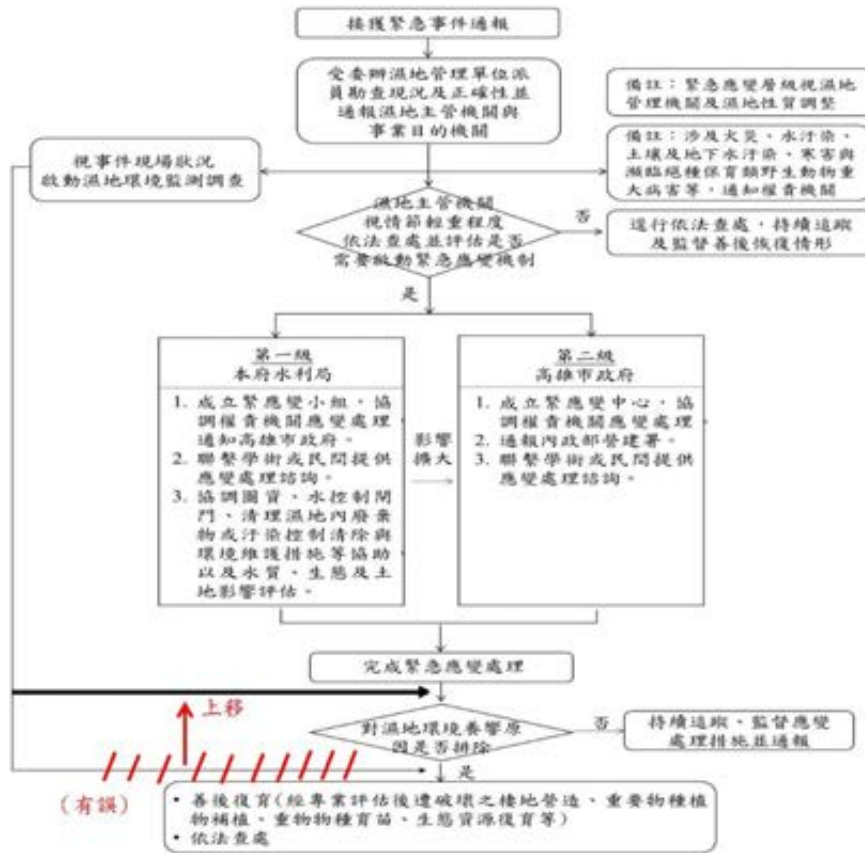 接獲緊急事件通報
受委辦濕地管理單位派
員勘查現況及正確性並
通報濕地主管機關與
事業目的機關
備註：緊急應變層級視濕地
管理機關及濕地性質調整
備註：涉及火災、水汙染、
土壤及地下水汙染、寒害與
瀕臨絕種保育類野生動物重
大病害等，通知權責機關
視事件現場狀況
啟動濕地環境監測調查
濕地主管機關
視情節輕重程度
依法查處並評估是否
需要啟動緊急應變機制
否
逕行依法查處，持續追蹤
及監督善後恢復情形
是
第一級
本府水利局
1. 成立緊應變小組，協
調權責機關應變處理
通知高雄市政府。
2. 聯繫學術或民間提供
應變處理諮詢。
3. 協調圖資、水控制閘
門、清理濕地內廢棄
物或汙染控制清除與
環境維護措施等協助
以及水質、生態及土
地影響評估。
影響
擴大
第二級
高雄市政府
1. 成立緊應變中心，協
調權責機關應變處理
2. 通報內政部營建署。
3. 聯繫學術或民間提供
應變處理諮詢。
完成緊急應變處理
上移
對濕地環境養響原
因是否排除
否
持續追蹤、監督應變
處理措施並通報
是
（有誤）
• 善後復育（經專業評估後遭破壞之棲地營造、重要物種植
物補植、重物物種育苗、生態資源復育等）
• 依法查處